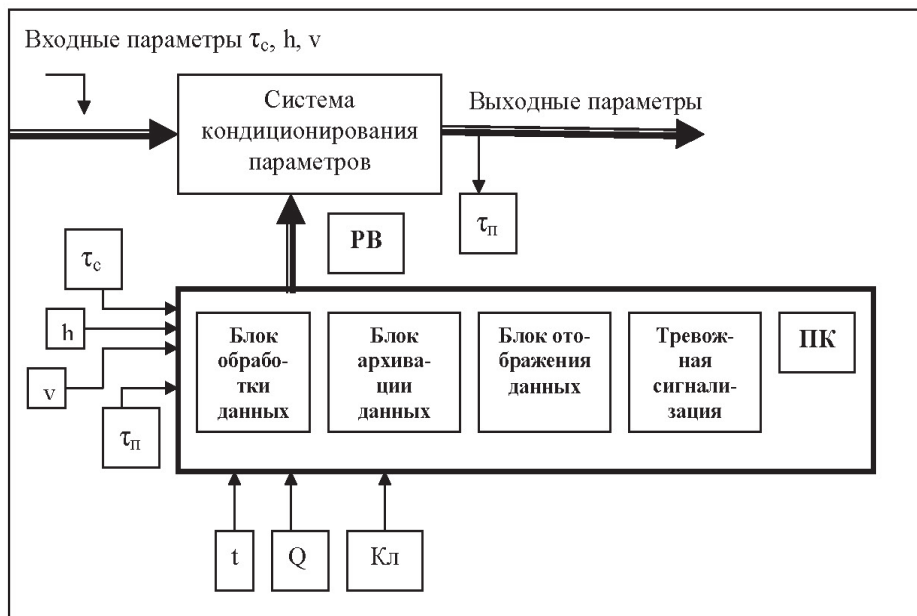 Входные параметры τс, h, v
Система
кондиционирования
параметров
Выходные параметры
τп
РВ
τс
h
v
τп
Блок
обрабо-
тки
данных
Блок
архива-
ции
данных
Блок ото-
бражения
данных
Тревож-
ная
сигнали-
зация
ПК
t
Q
Кл